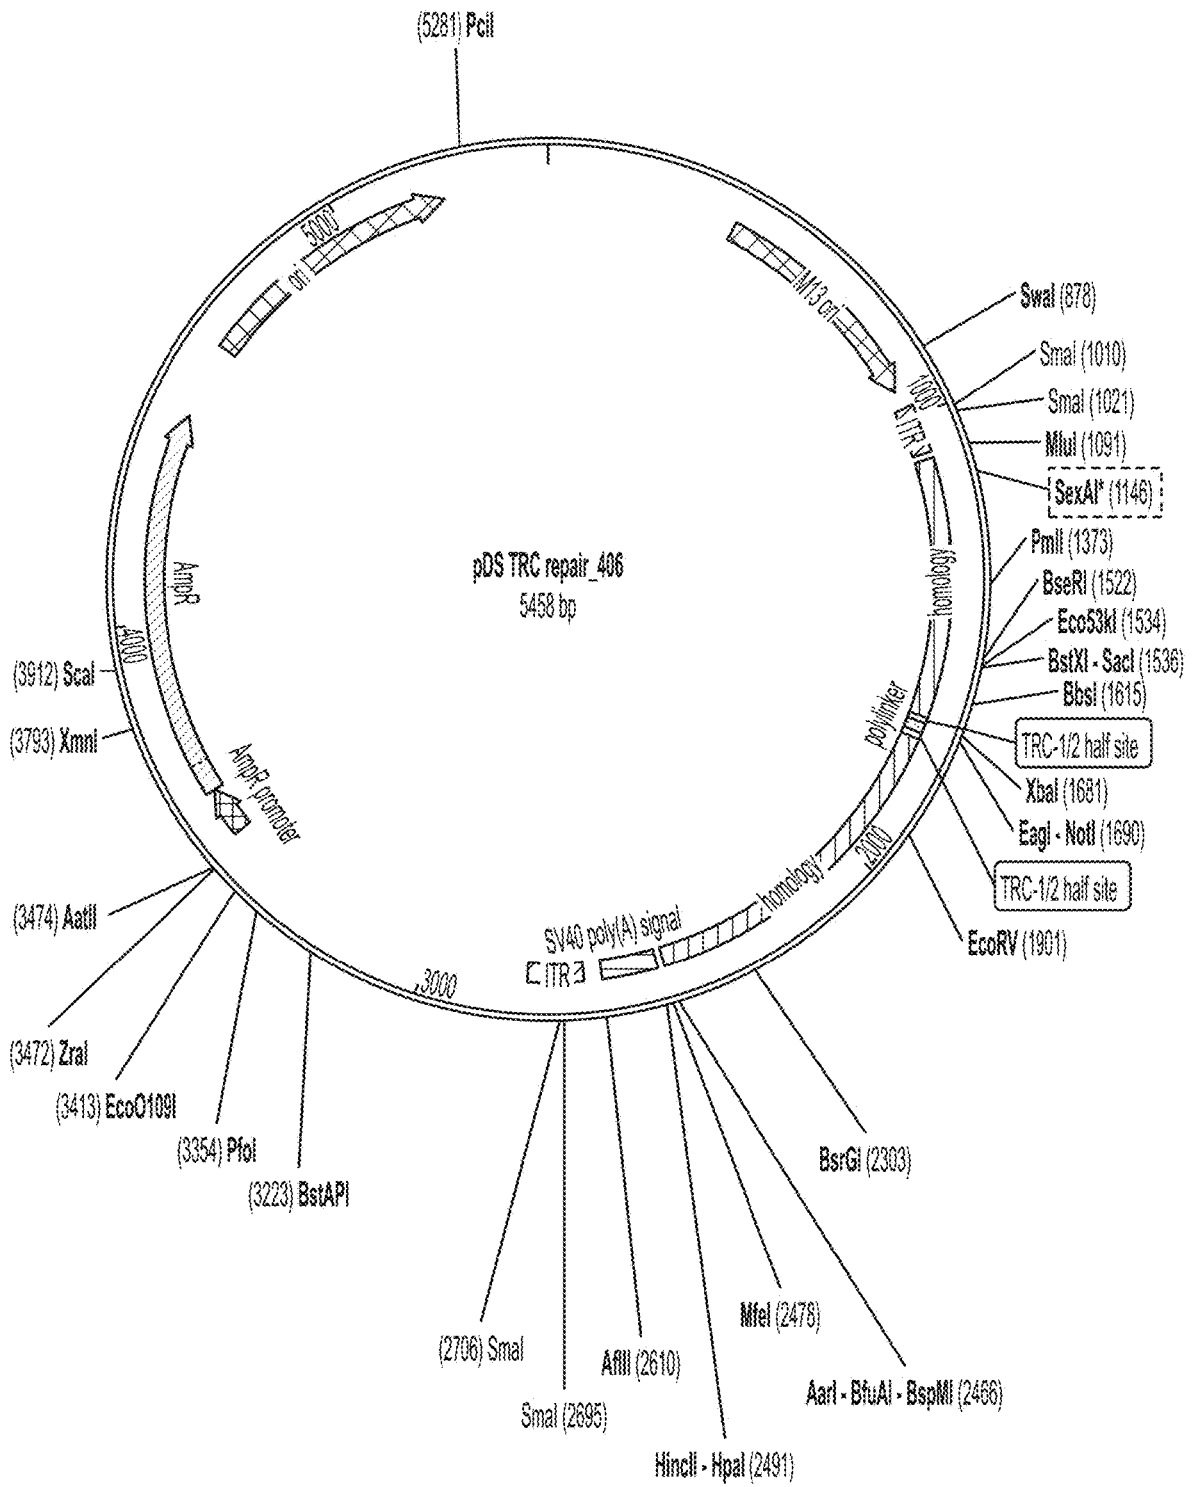 (5281) PciI
5000
ori
M13 ori
SwaI (878)
SmaI (1010)
1000
SmaI (1021)
ITR
MluI (1091)
SexAI* (1146)
PmlI (1373)
homology
BseRI (1522)
Eco53kI (1534)
BstXI - SacI (1536)
BbsI (1615)
pDS TRC repair_406
5458 bp
AmpR
4000
(3912) ScaI
(3793) XmnI
AmpR promoter
polylinker
TRC-1/2 half site
XbaI (1681)
EagI - NotI (1690)
2000
TRC-1/2 half site
homology
(3474) AatII
SV40 poly(A) signal
EcoRV (1901)
ITR
3000
(3472) ZraI
(3413) EcoO109I
(3354) PfoI
(3223) BstAPI
BsrGI (2303)
MfeI (2478)
(2706) SmaI
AflII (2610)
AarI - BfuAI - BspMI (2466)
SmaI (2695)
HincII - HpaI (2491)